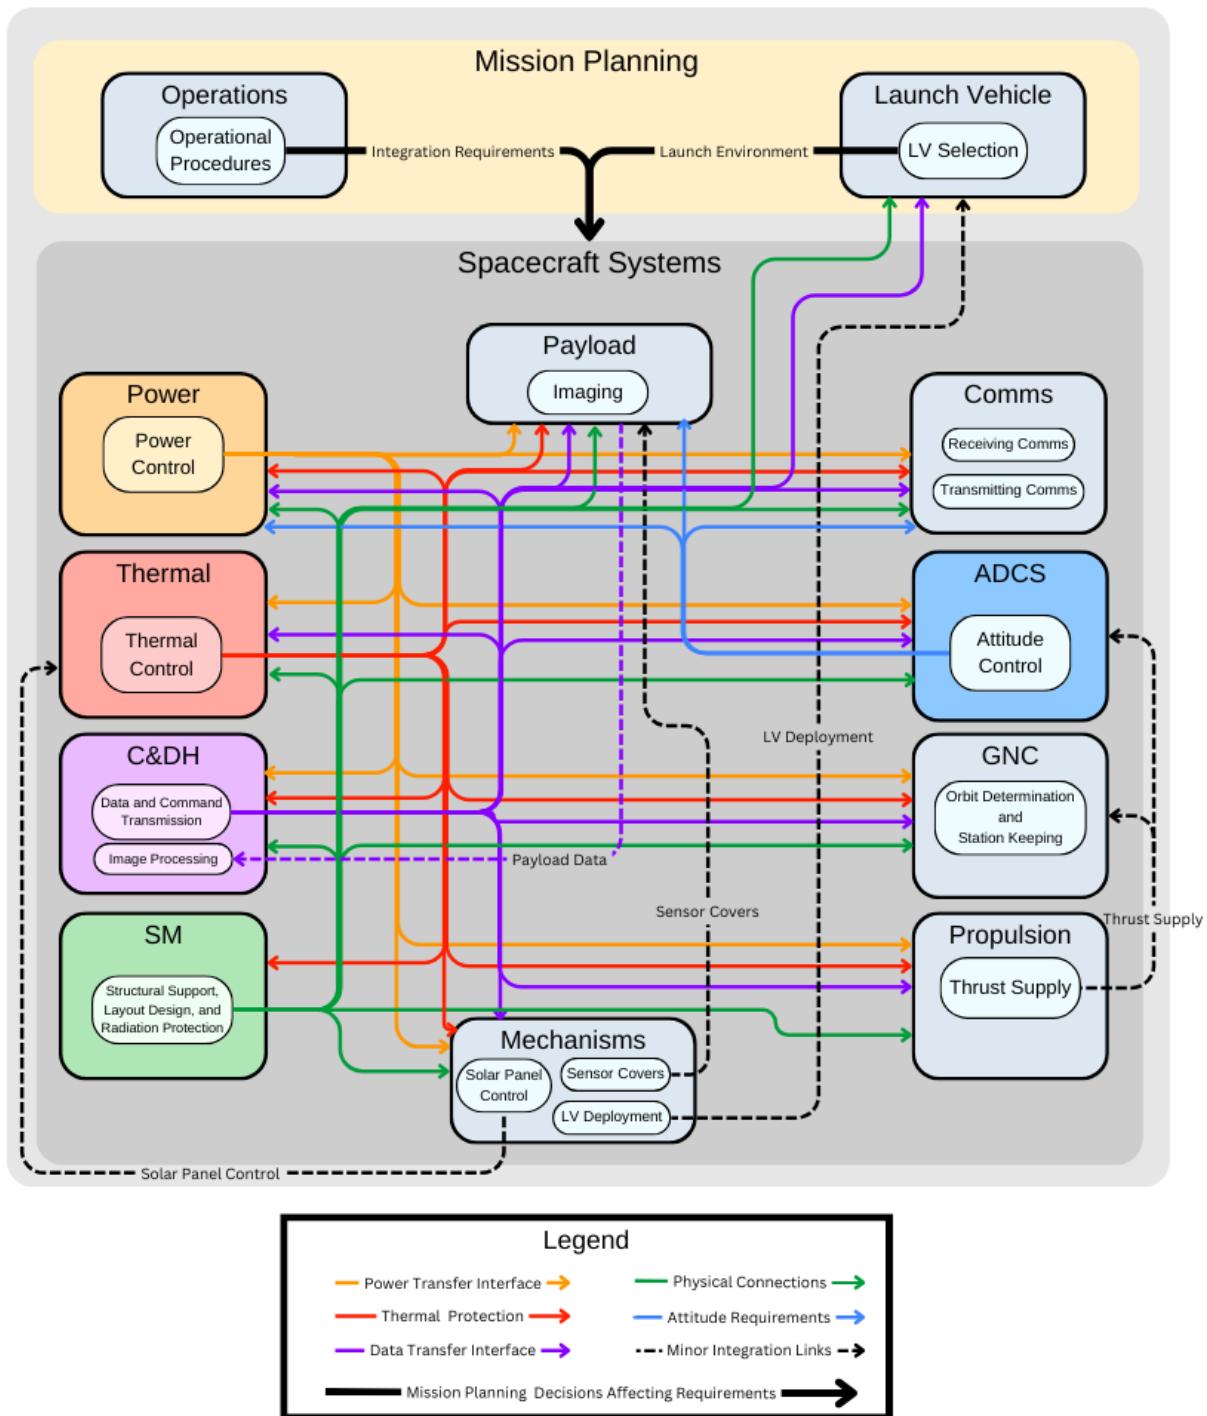 Mission Planning
Operations
Operational
Procedures
Integration Requirements
Launch Environment
Launch Vehicle
LV Selection
Spacecraft Systems
Payload
Imaging
Power
Power
Control
Comms
Receiving Comms
Transmitting Comms
Thermal
Thermal
Control
ADCS
Attitude
Control
LV Deployment
C&DH
Data and Command
Transmission
Image Processing
Payload Data
GNC
Orbit Determination
and
Station Keeping
Sensor Covers
Thrust Supply
SM
Structural Support,
Layout Design, and
Radiation Protection
Propulsion
Thrust Supply
Mechanisms
Solar Panel
Control
Sensor Covers
LV Deployment
Solar Panel Control
Legend
Power Transfer Interface
Physical Connections
Thermal Protection
Attitude Requirements
Data Transfer Interface
Minor Integration Links
Mission Planning Decisions Affecting Requirements